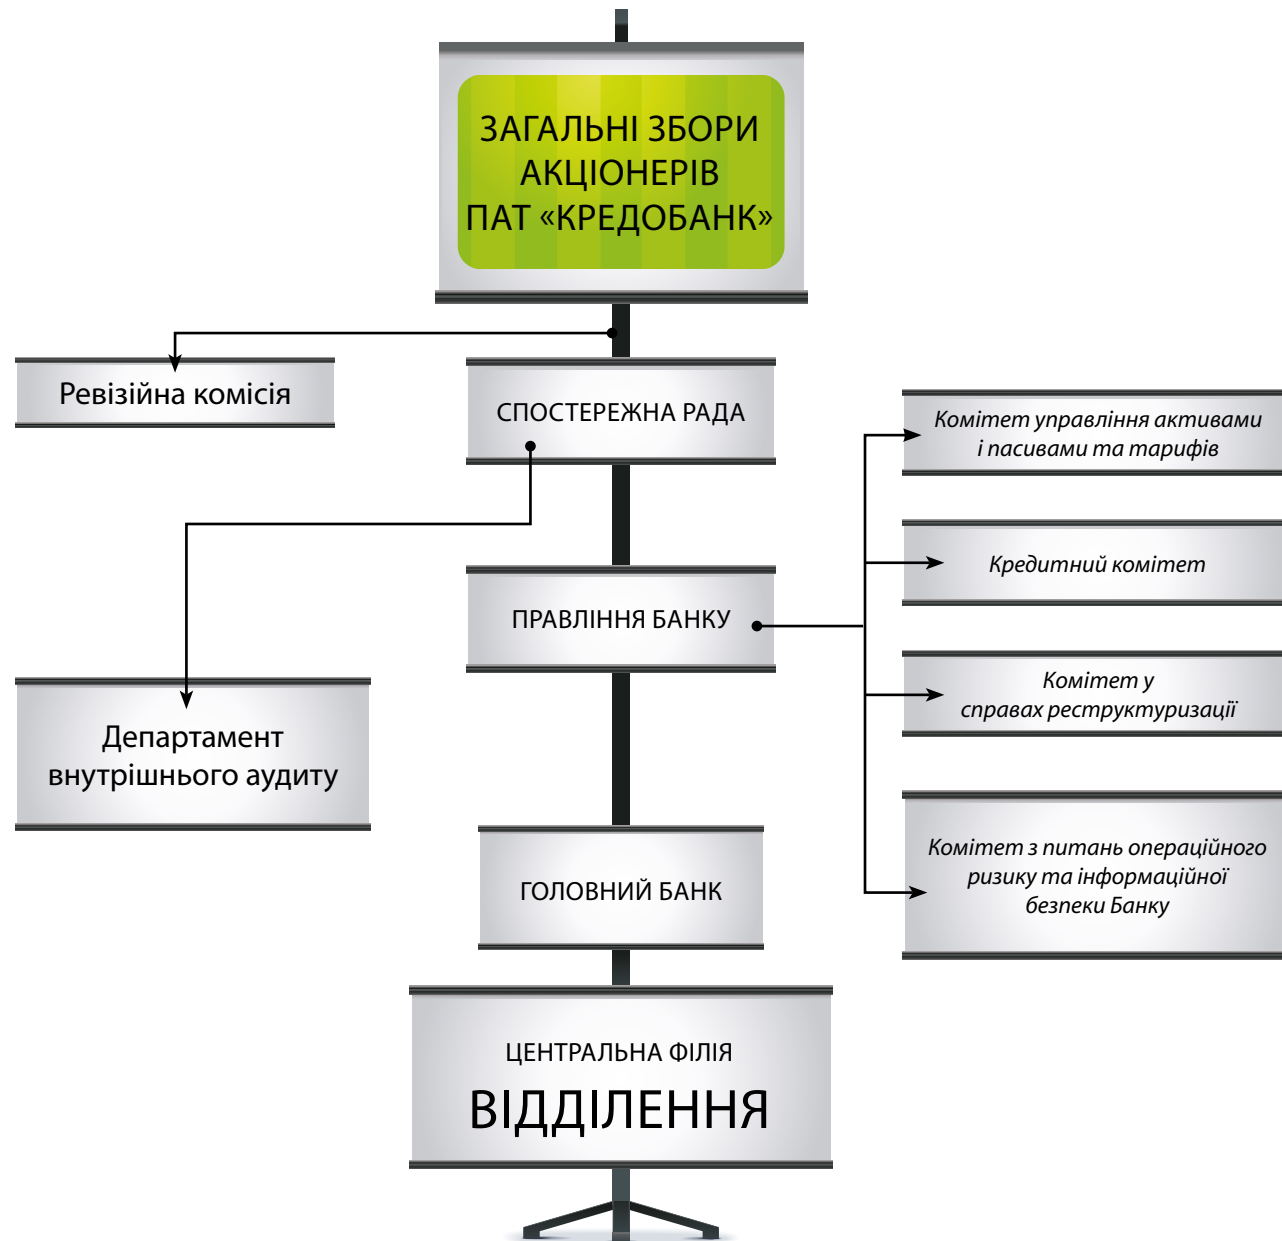 ЗАГАЛЬНІ ЗБОРИ
АКЦІОНЕРІВ
ПАТ «КРЕДОБАНК»
Ревізійна комісія
СПОСТЕРЕЖНА РАДА
Комітет управління активами
і пасивами та тарифів
Кредитний комітет
ПРАВЛІННЯ БАНКУ
Комітет у
справах реструктуризації
Департамент
внутрішнього аудиту
Комітет з питань операційного
ризику та інформаційної
безпеки Банку
ГОЛОВНИЙ БАНК
ЦЕНТРАЛЬНА ФІЛІЯ
ВІДДІЛЕННЯ